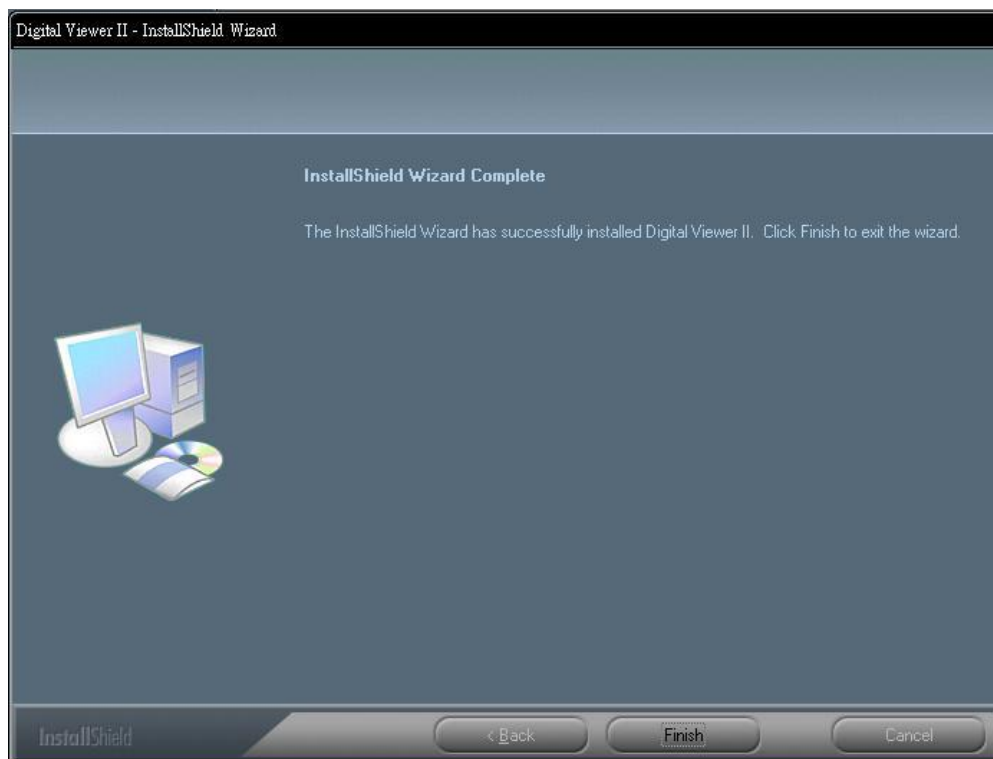 Digital Viewer II - InstallShield Wizard
InstallShield Wizard Complete
The InstallShield Wizard has successfully installed Digital Viewer II. Click Finish to exit the wizard.
InstallShield
< Back
Finish
Cancel